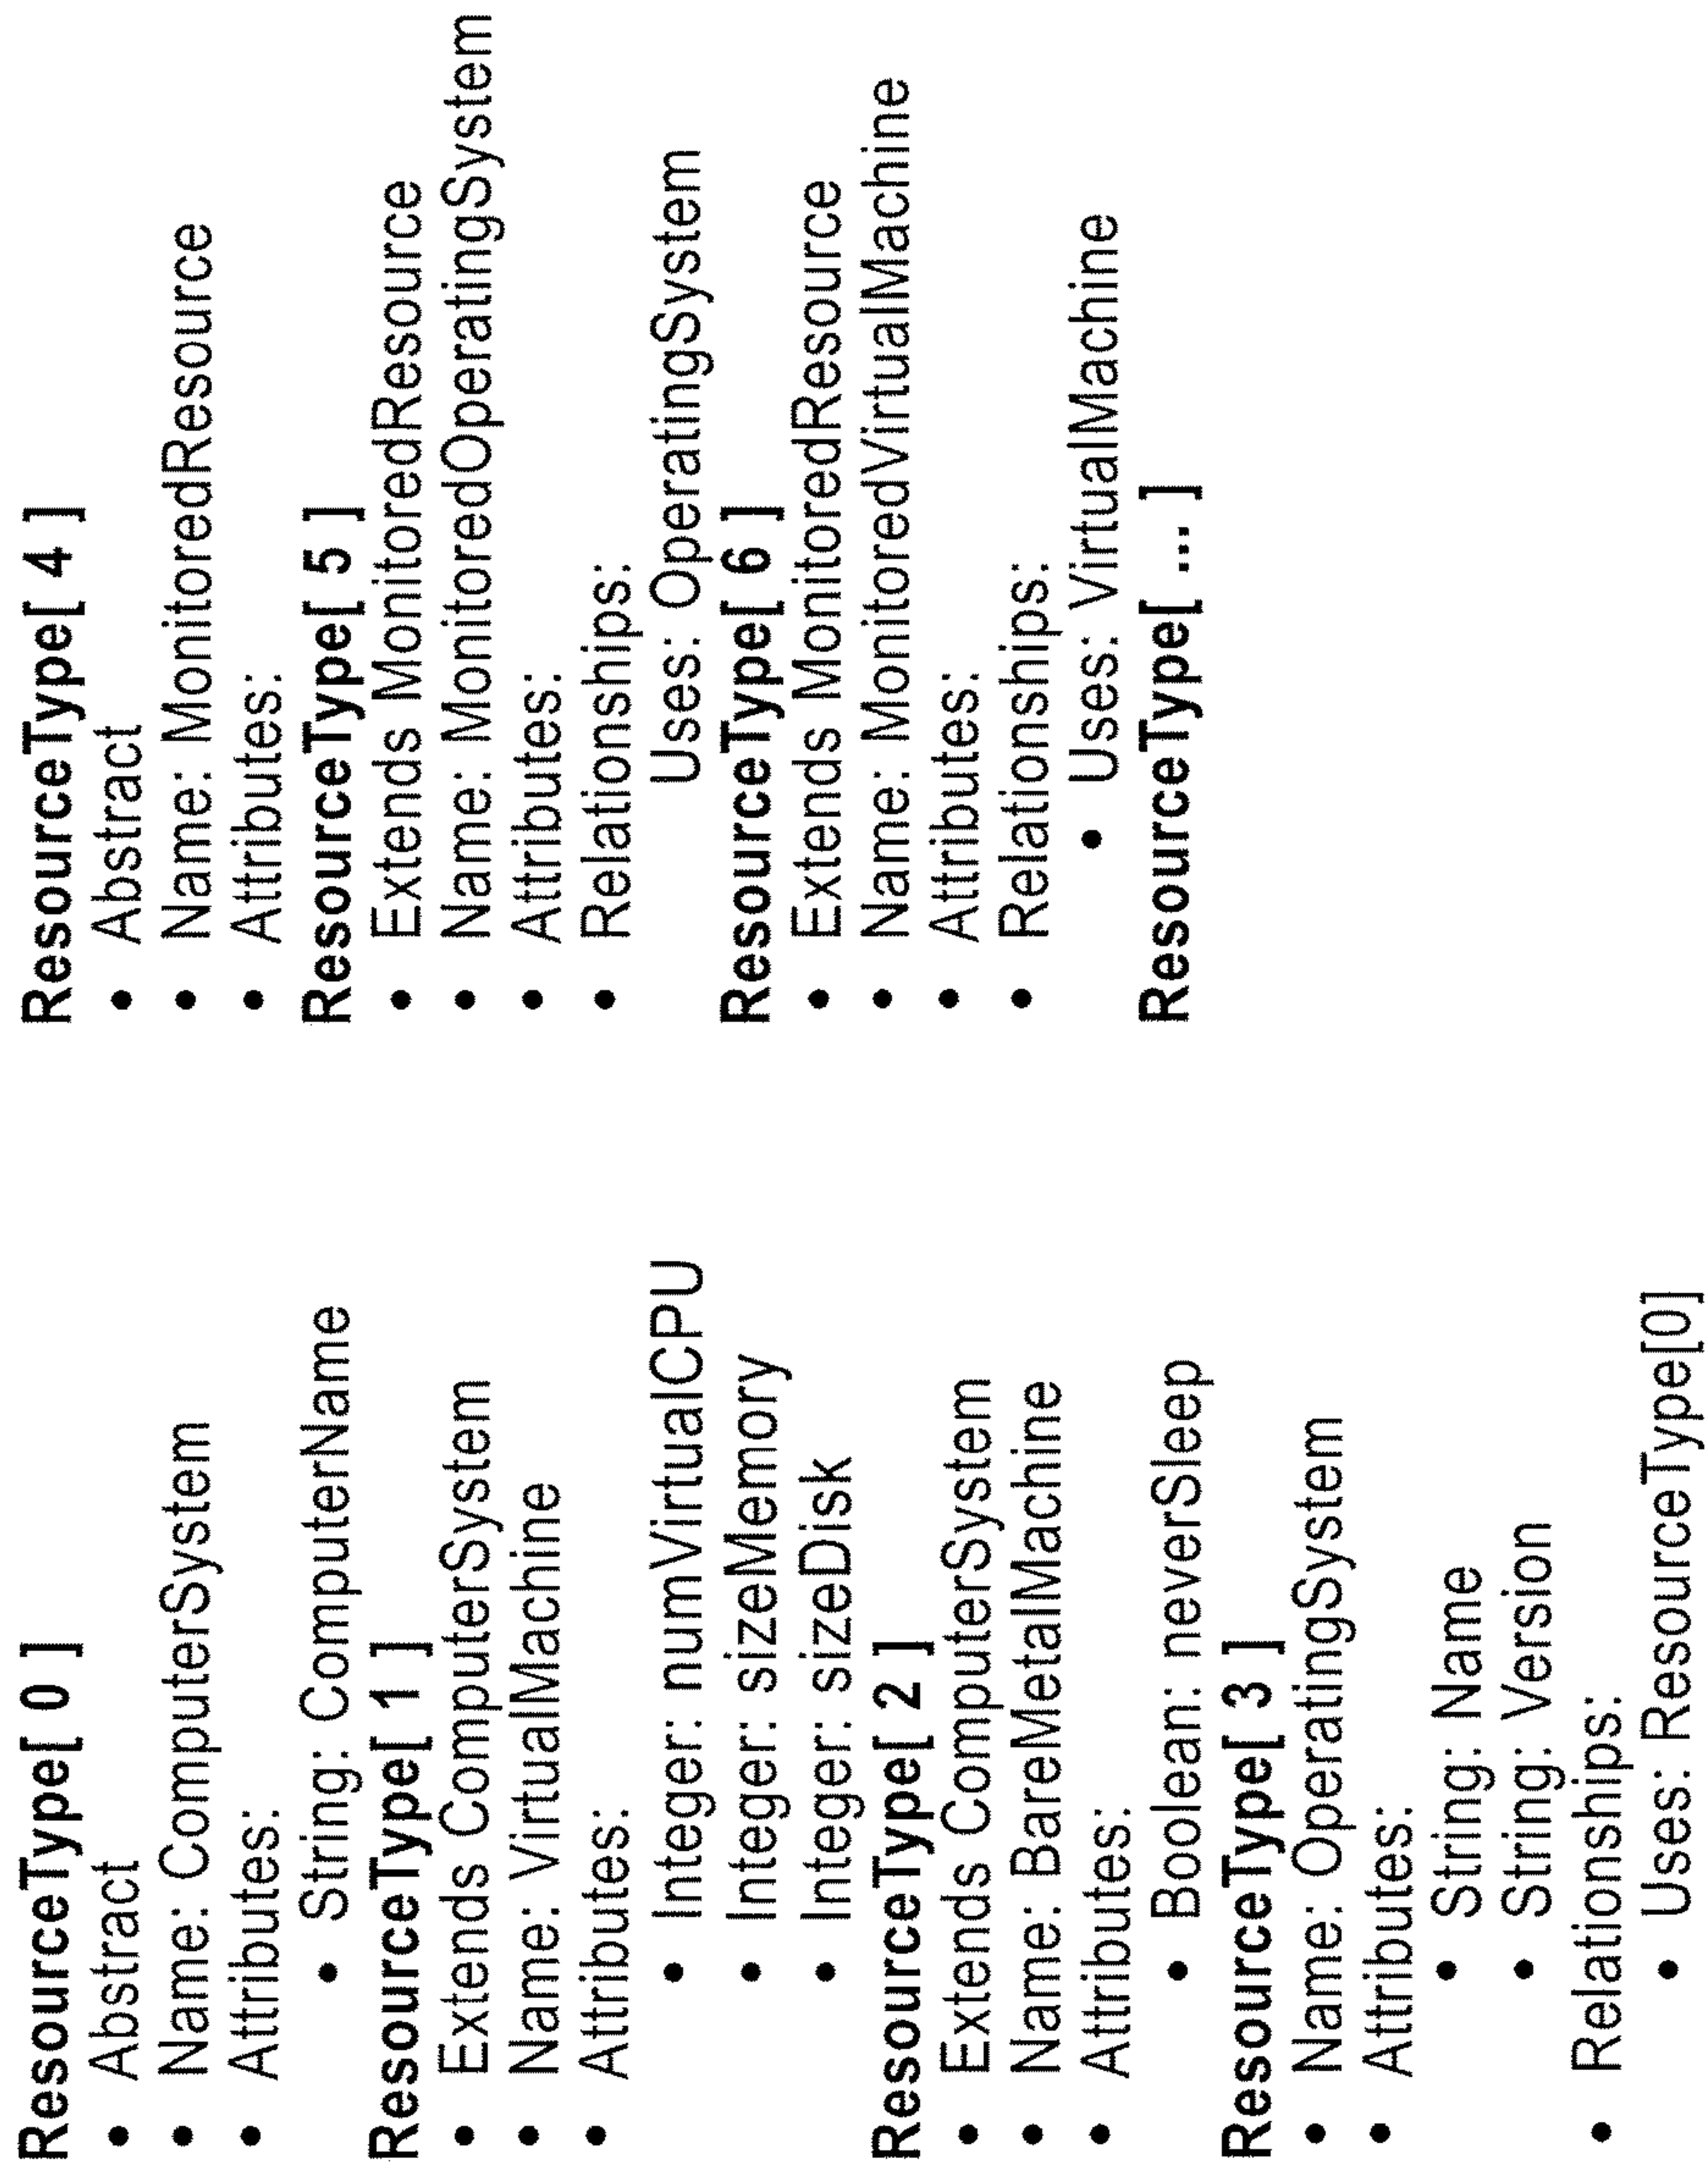 ResourceType[ 0 ]
• Abstract
• Name: ComputerSystem
• Attributes:
• String: ComputerName
ResourceType[ 1 ]
• Extends ComputerSystem
• Name: VirtualMachine
• Attributes:
• Integer: numVirtualCPU
• Integer: sizeMemory
• Integer: sizeDisk
ResourceType[ 2 ]
• Extends ComputerSystem
• Name: BareMetalMachine
• Attributes:
• Boolean: neverSleep
ResourceType[ 3 ]
• Name: OperatingSystem
• Attributes:
• String: Name
• String: Version
• Relationships:
• Uses: ResourceType[0]
ResourceType[ 4 ]
• Abstract
• Name: MonitoredResource
• Attributes:
ResourceType[ 5 ]
• Extends MonitoredResource
• Name: MonitoredOperatingSystem
• Attributes:
• Relationships:
Uses: OperatingSystem
ResourceType[ 6 ]
• Extends MonitoredResource
• Name: MonitoredVirtualMachine
• Attributes:
• Relationships:
• Uses: VirtualMachine
ResourceType[ ... ]